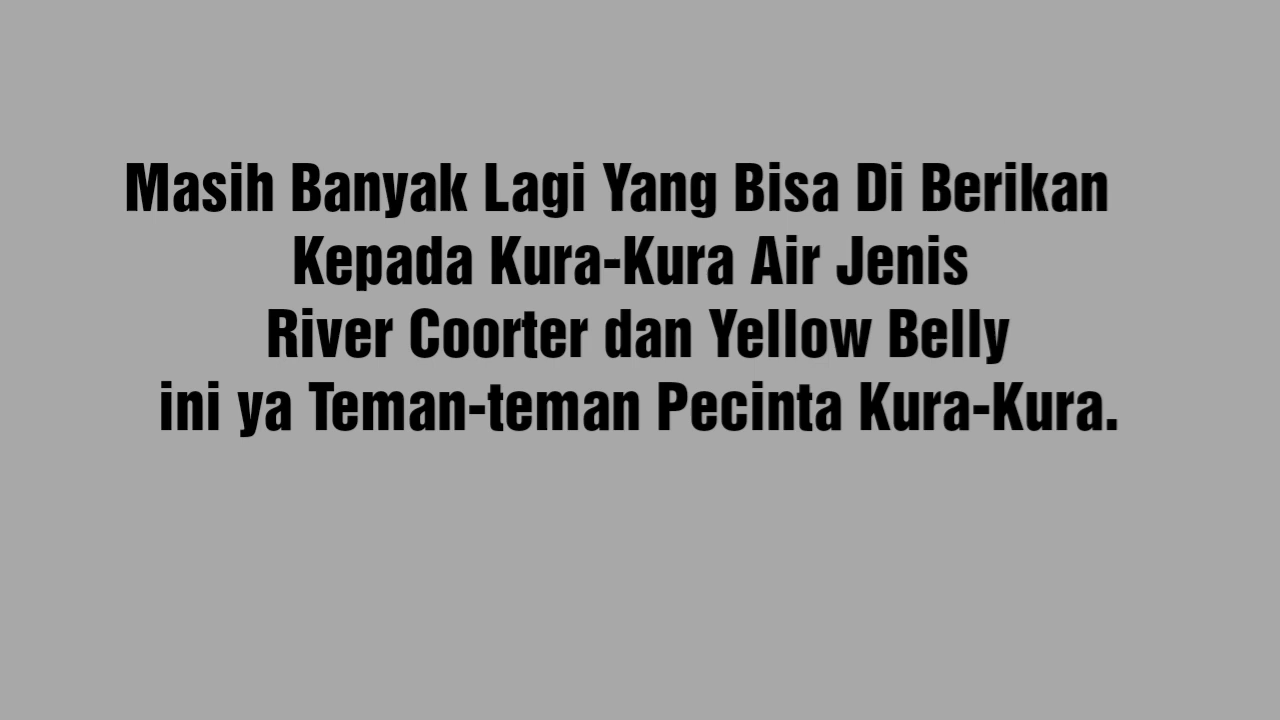 Masih Banyak Lagi Yang Bisa Di Berikan
Kepada Kura-Kura Air Jenis
River Coorter dan Yellow Belly
ini ya Teman-teman Pecinta Kura-Kura.